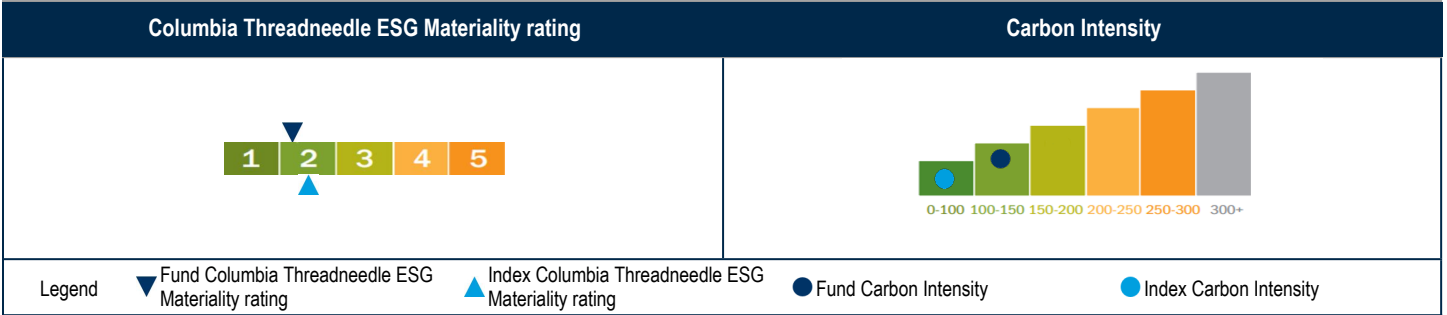 Columbia Threadneedle ESG Materiality rating
Carbon Intensity
1 2 3 4 5
0-100 100-150 150-200 200-250 250-300 300+
Legend
Fund Columbia Threadneedle ESG
Materiality rating
Index Columbia Threadneedle ESG
Materiality rating
Fund Carbon Intensity
Index Carbon Intensity